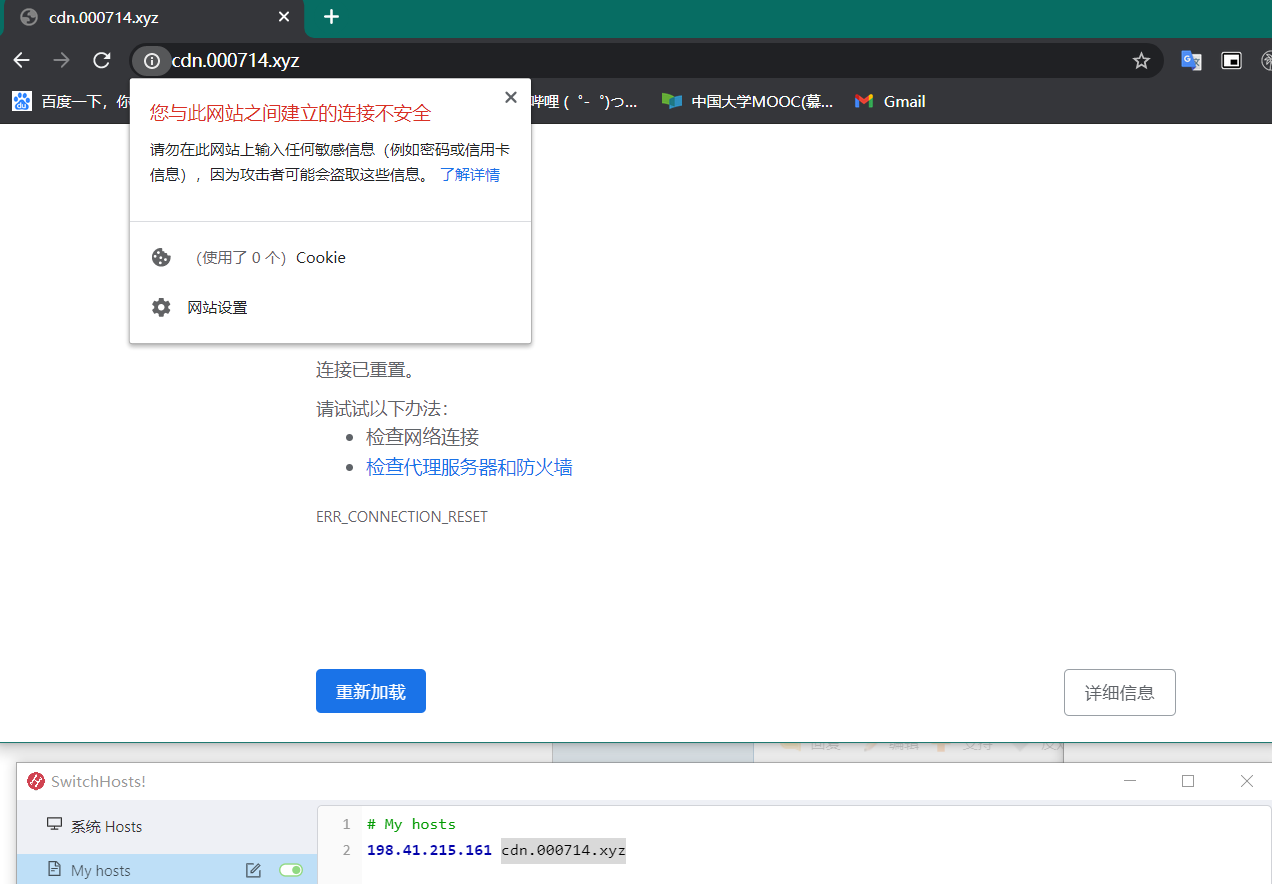 cdn.000714.xyz
cdn.000714.xyz
百度一下，你
哔哩 (゜-゜)つ...
中国大学MOOC(慕...
Gmail
您与此网站之间建立的连接不安全
请勿在此网站上输入任何敏感信息（例如密码或信用卡
信息），因为攻击者可能会盗取这些信息。 了解详情
（使用了 0 个） Cookie
网站设置
连接已重置。
请试试以下办法：
检查网络连接
检查代理服务器和防火墙
ERR_CONNECTION_RESET
重新加载
详细信息
SwitchHosts!
系统 Hosts
My hosts
1 # My hosts
2 198.41.215.161 cdn.000714.xyz